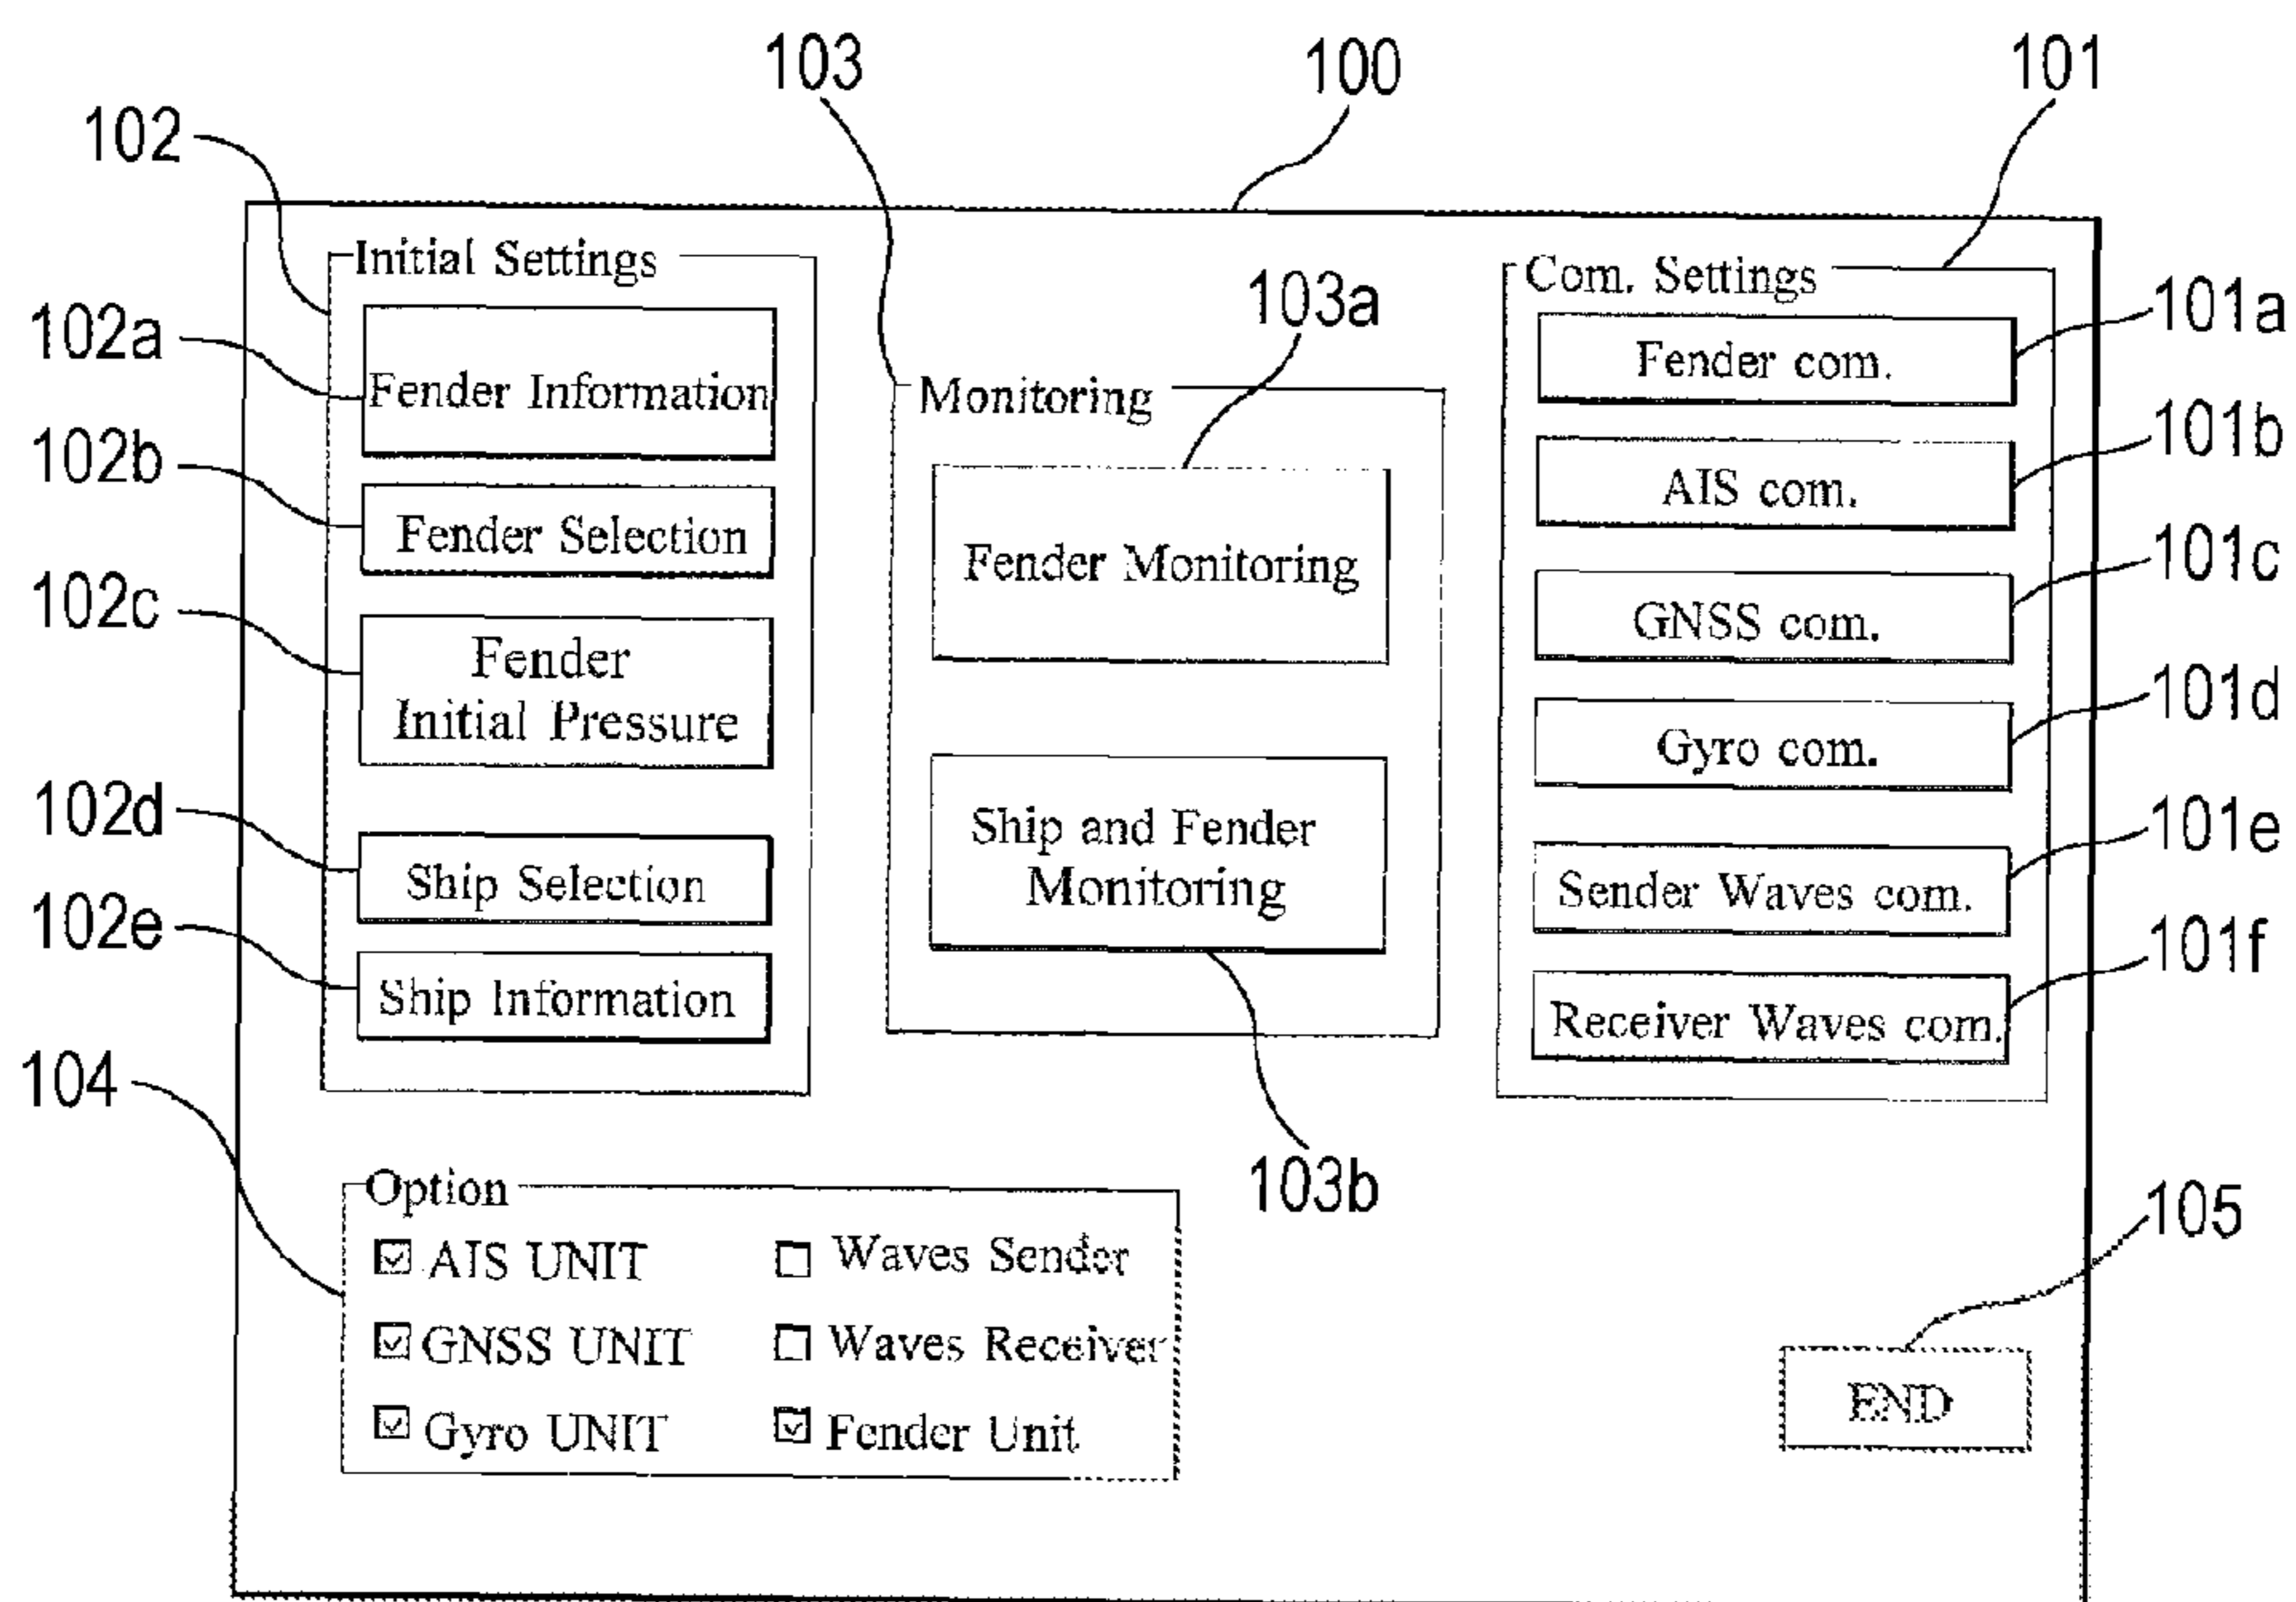 103
100
101
102
Initial Settings
102a
Fender Information
102b
Fender Selection
102c
Fender
Initial Pressure
102d
Ship Selection
102e
Ship Information
Monitoring
103a
Fender Monitoring
Ship and Fender
Monitoring
103b
Com. Settings
Fender com.
101a
AIS com.
101b
GNSS com.
101c
Gyro com.
101d
Sender Waves com.
101e
Receiver Waves com.
101f
104
Option
AIS UNIT
Waves Sender
GNSS UNIT
Waves Receiver
Gyro UNIT
Fender Unit
105
END